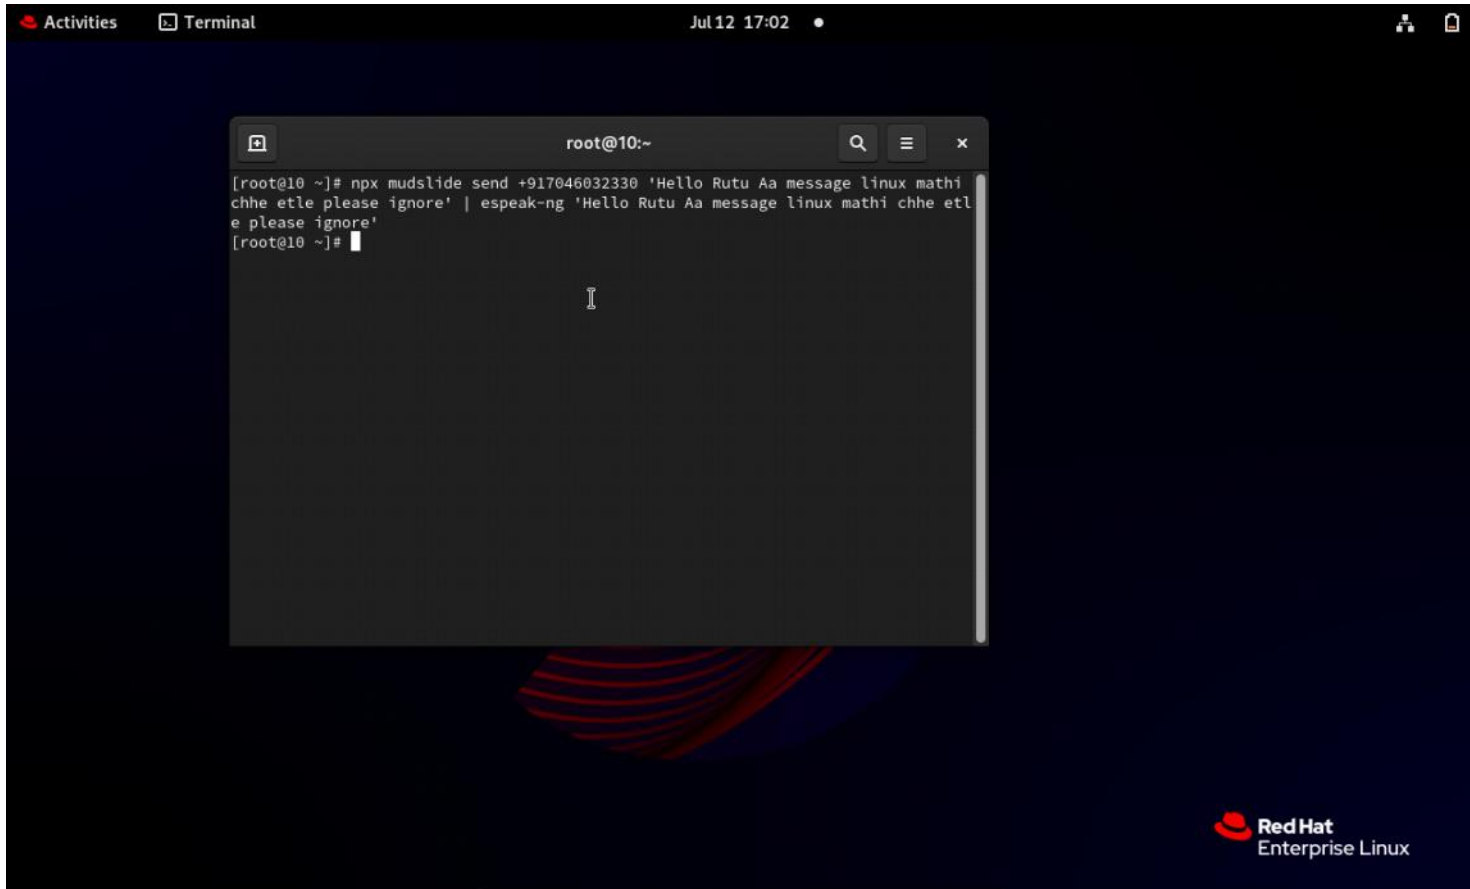 Activities Terminal Jul 12 17:02
root@10:~
[root@10 ~]# npx mudslide send +917046032330 'Hello Rutu Aa message linux mathi
chhe etle please ignore' | espeak-ng 'Hello Rutu Aa message linux mathi chhe etl
e please ignore'
[root@10 ~]#
Red Hat
Enterprise Linux